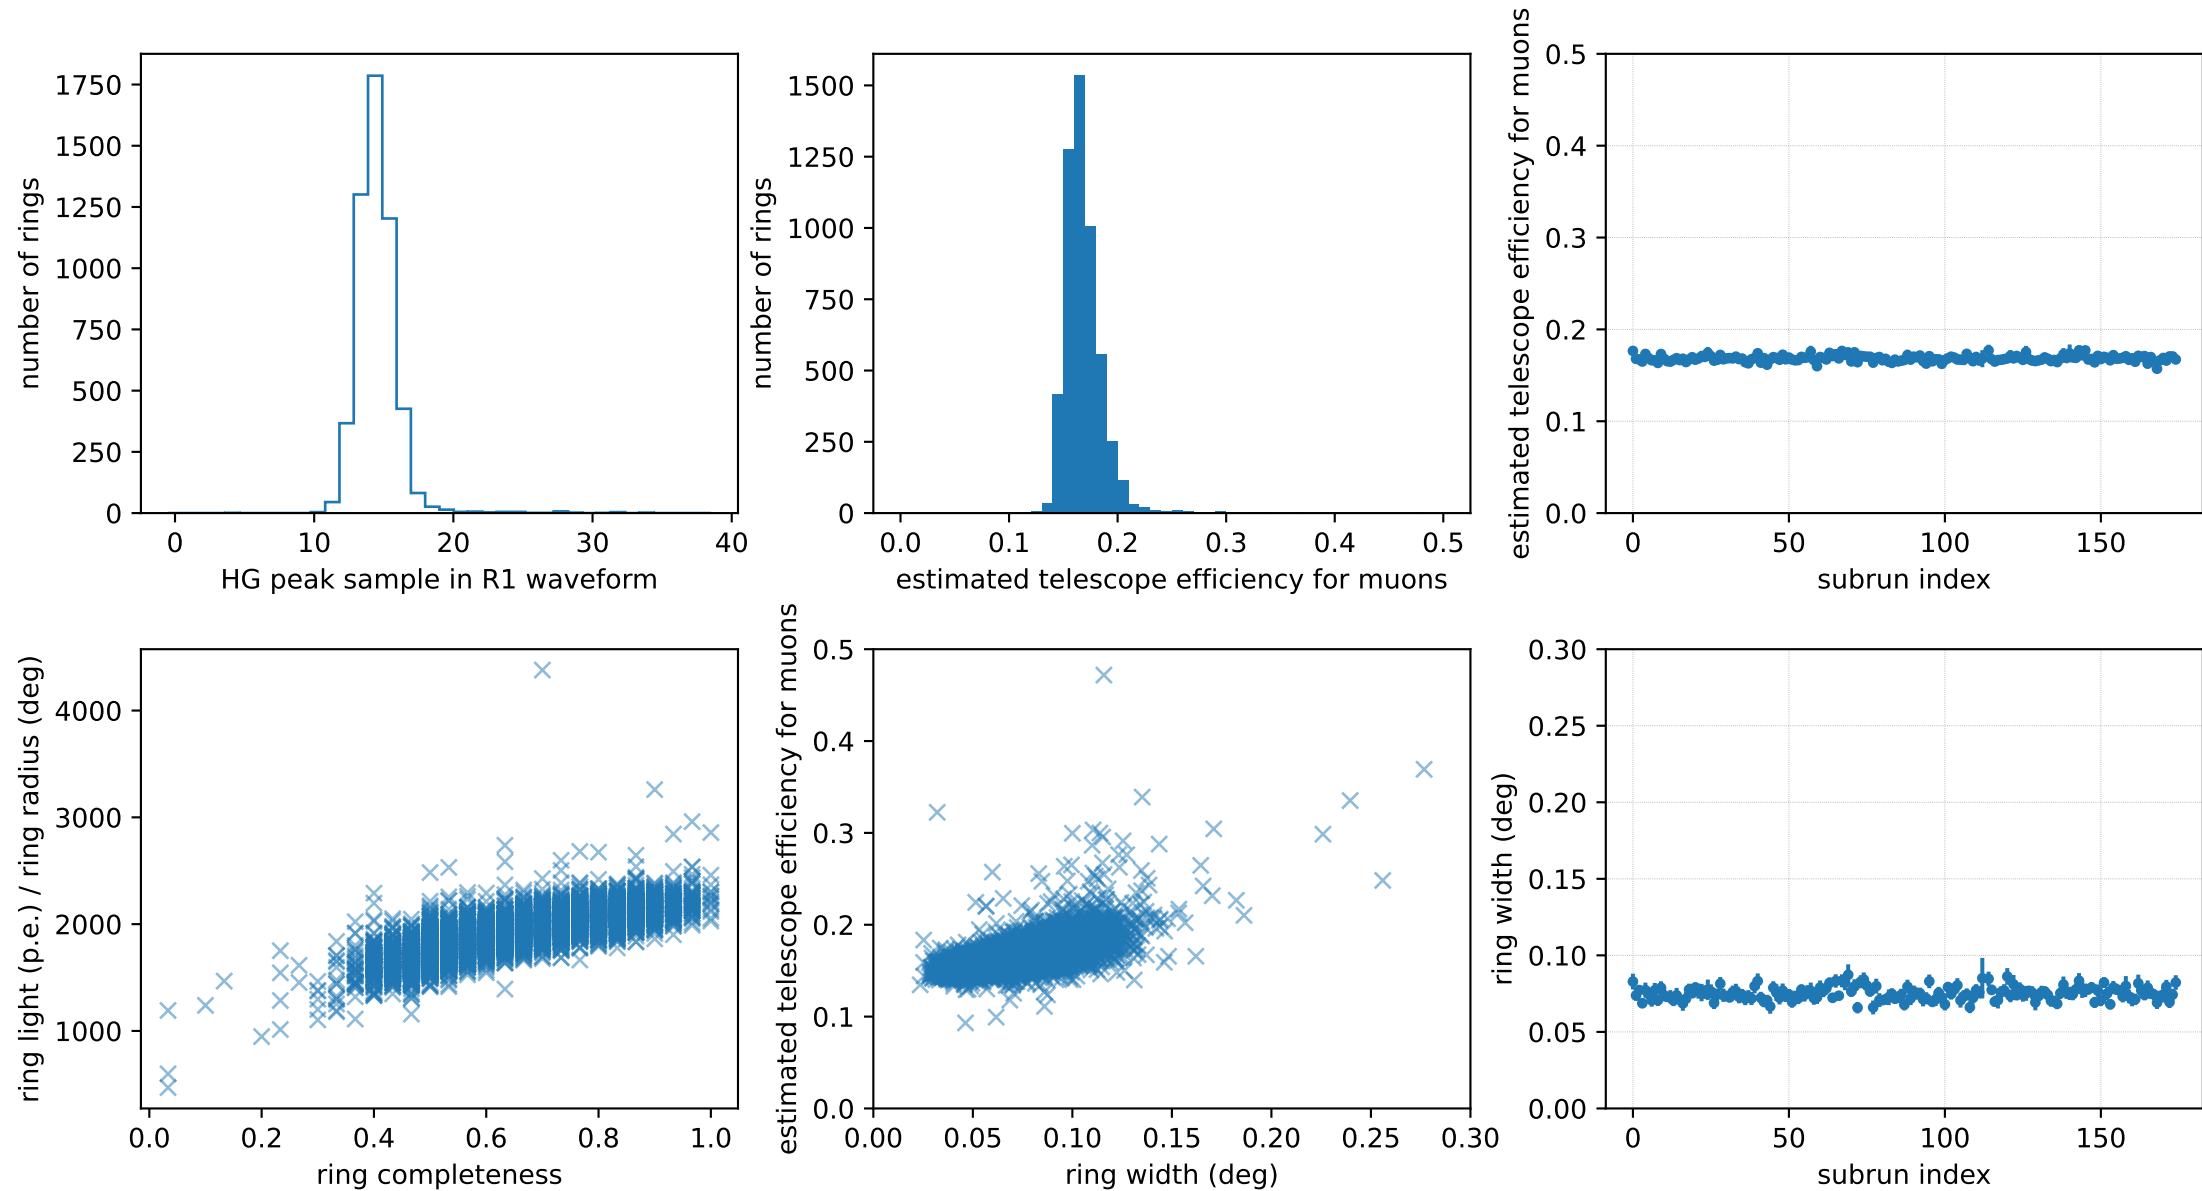 number of rings
1750
1500
1250
1000
750
500
250
0
0 10 20 30 40
HG peak sample in R1 waveform
number of rings
1500
1250
1000
750
500
250
0
0.0 0.1 0.2 0.3 0.4 0.5
estimated telescope efficiency for muons
estimated telescope efficiency for muons
0.5
0.4
0.3
0.2
0.1
0.0
0 50 100 150
subrun index
ring light (p.e.) / ring radius (deg)
4000
3000
2000
1000
0.0 0.2 0.4 0.6 0.8 1.0
ring completeness
estimated telescope efficiency for muons
0.5
0.4
0.3
0.2
0.1
0.0
0.00 0.05 0.10 0.15 0.20 0.25 0.30
ring width (deg)
ring width (deg)
0.30
0.25
0.20
0.15
0.10
0.05
0.00
0 50 100 150
subrun index